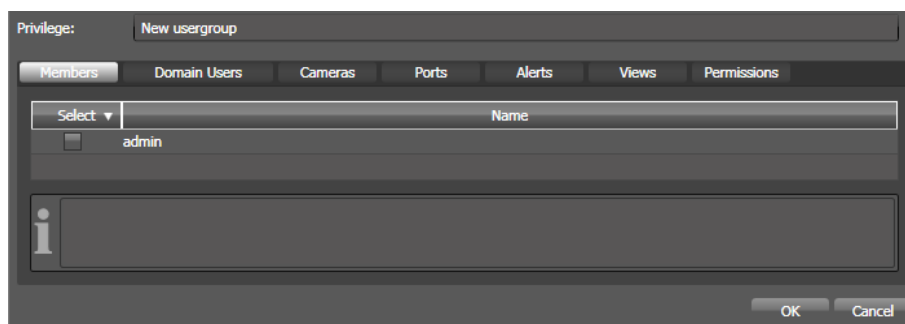 Privilege: New usergroup
Members Domain Users Cameras Ports Alerts Views Permissions
Select Name
admin
OK Cancel